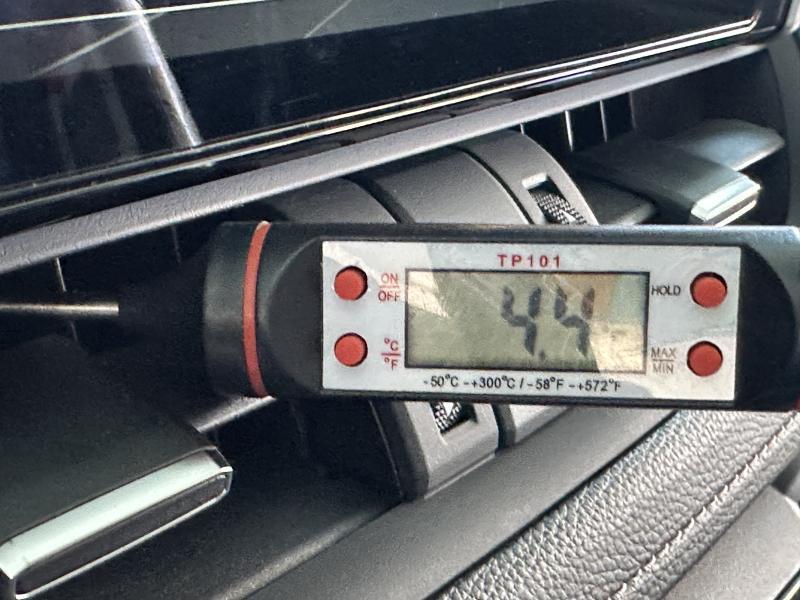 TP101
ON
OFF
°C
°F
4.4
HOLD
MAX
MIN
-50°C -+300°C / -58°F -+572°F